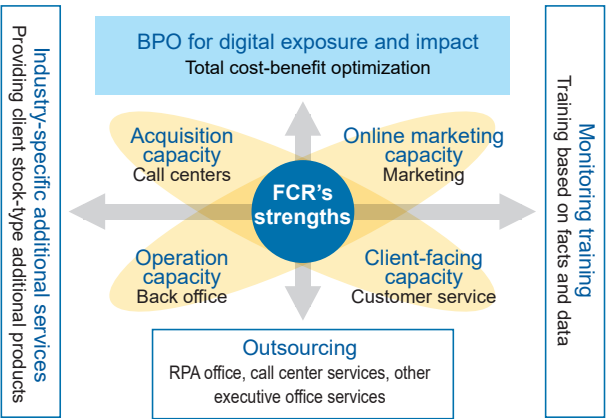 BPO for digital exposure and impact
Total cost-benefit optimization
Industry-specific additional services
Providing client stock-type additional products
Acquisition
capacity
Call centers
Online marketing
capacity
Marketing
FCR's
strengths
Operation
capacity
Back office
Client-facing
capacity
Customer service
Monitoring training
Training based on facts and data
Outsourcing
RPA office, call center services, other
executive office services